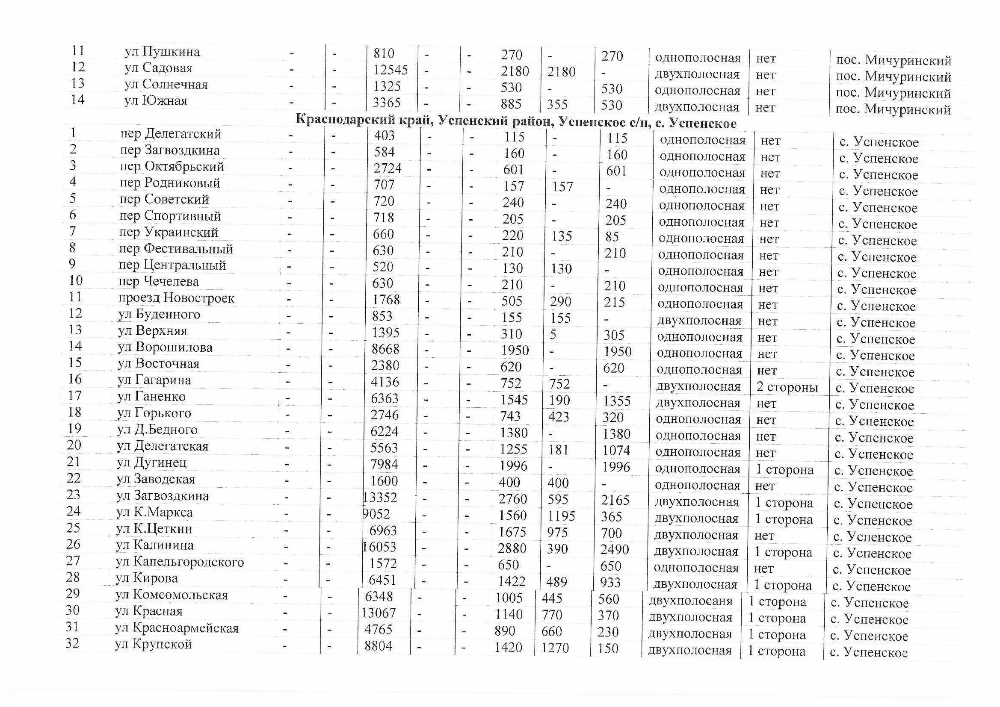 11 ул Пушкина - - 810 - - 270 - 270 однополосная нет пос. Мичуринский
12 ул Садовая - - 12545 - - 2180 2180 - двухполосная нет пос. Мичуринский
13 ул Солнечная - - 1325 - - 530 - 530 однополосная нет пос. Мичуринский
14 ул Южная - - 3365 - - 885 355 530 двухполосная нет пос. Мичуринский
Краснодарский край, Успенский район, Успенское с/п, с. Успенское
1 пер Делегатский - - 403 - - 115 - 115 однополосная нет с. Успенское
2 пер Загвоздкина - - 584 - - 160 - 160 однополосная нет с. Успенское
3 пер Октябрьский - - 2724 - - 601 - 601 однополосная нет с. Успенское
4 пер Родниковый - - 707 - - 157 157 - однополосная нет с. Успенское
5 пер Советский - - 720 - - 240 - 240 однополосная нет с. Успенское
6 пер Спортивный - - 718 - - 205 - 205 однополосная нет с. Успенское
7 пер Украинский - - 660 - - 220 135 85 однополосная нет с. Успенское
8 пер Фестивальный - - 630 - - 210 - 210 однополосная нет с. Успенское
9 пер Центральный - - 520 - - 130 130 - однополосная нет с. Успенское
10 пер Чечелева - - 630 - - 210 - 210 однополосная нет с. Успенское
11 проезд Новостроек - - 1768 - - 505 290 215 однополосная нет с. Успенское
12 ул Буденного - - 853 - - 155 155 - двухполосная нет с. Успенское
13 ул Верхняя - - 1395 - - 310 5 305 однополосная нет с. Успенское
14 ул Ворошилова - - 8668 - - 1950 - 1950 однополосная нет с. Успенское
15 ул Восточная - - 2380 - - 620 - 620 однополосная нет с. Успенское
16 ул Гагарина - - 4136 - - 752 752 - двухполосная 2 стороны с. Успенское
17 ул Ганенко - - 6363 - - 1545 190 1355 двухполосная нет с. Успенское
18 ул Горького - - 2746 - - 743 423 320 однополосная нет с. Успенское
19 ул Д.Бедного - - 6224 - - 1380 - 1380 однополосная нет с. Успенское
20 ул Делегатская - - 5563 - - 1255 181 1074 однополосная нет с. Успенское
21 ул Дугинец - - 7984 - - 1996 - 1996 однополосная 1 сторона с. Успенское
22 ул Заводская - - 1600 - - 400 400 - однополосная нет с. Успенское
23 ул Загвоздкина - - 13352 - - 2760 595 2165 двухполосная 1 сторона с. Успенское
24 ул К.Маркса - - 9052 - - 1560 1195 365 двухполосная 1 сторона с. Успенское
25 ул К.Цеткин - - 6963 - - 1675 975 700 двухполосная нет с. Успенское
26 ул Калинина - - 16053 - - 2880 390 2490 двухполосная 1 сторона с. Успенское
27 ул Капельгородского - - 1572 - - 650 - 650 однополосная нет с. Успенское
28 ул Кирова - - 6451 - - 1422 489 933 двухполосная 1 сторона с. Успенское
29 ул Комсомольская - - 6348 - - 1005 445 560 двухполосаня 1 сторона с. Успенское
30 ул Красная - - 13067 - - 1140 770 370 двухполосная 1 сторона с. Успенское
31 ул Красноармейская - - 4765 - - 890 660 230 двухполосная 1 сторона с. Успенское
32 ул Крупской - - 8804 - - 1420 1270 150 двухполосная 1 сторона с. Успенское